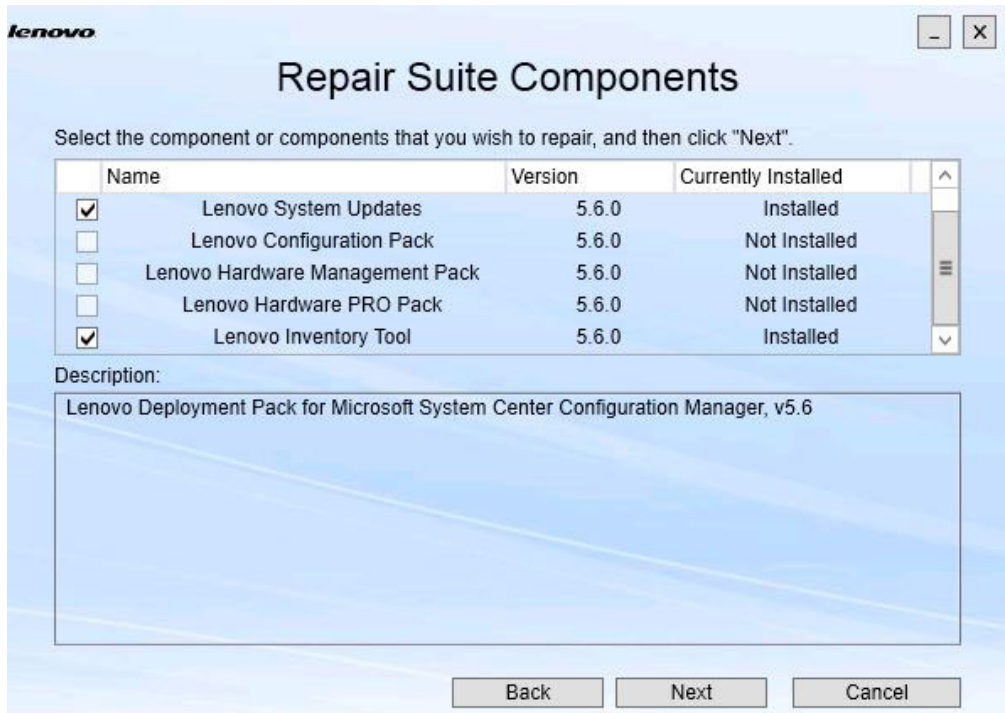 lenovo
Repair Suite Components
Select the component or components that you wish to repair, and then click "Next".
Name Version Currently Installed
Lenovo System Updates 5.6.0 Installed
Lenovo Configuration Pack 5.6.0 Not Installed
Lenovo Hardware Management Pack 5.6.0 Not Installed
Lenovo Hardware PRO Pack 5.6.0 Not Installed
Lenovo Inventory Tool 5.6.0 Installed
Description:
Lenovo Deployment Pack for Microsoft System Center Configuration Manager, v5.6
Back Next Cancel